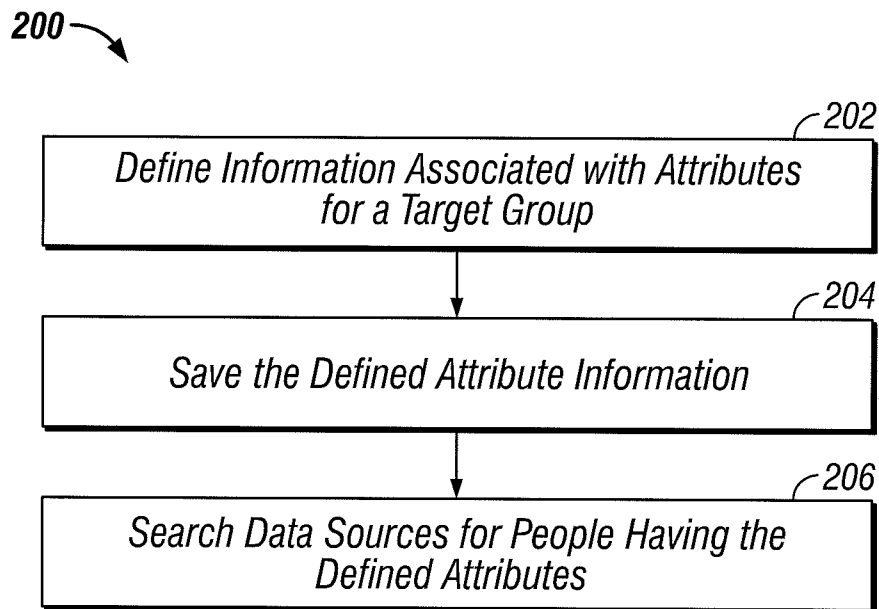 200
202
Define Information Associated with Attributes
for a Target Group
204
Save the Defined Attribute Information
206
Search Data Sources for People Having the
Defined Attributes